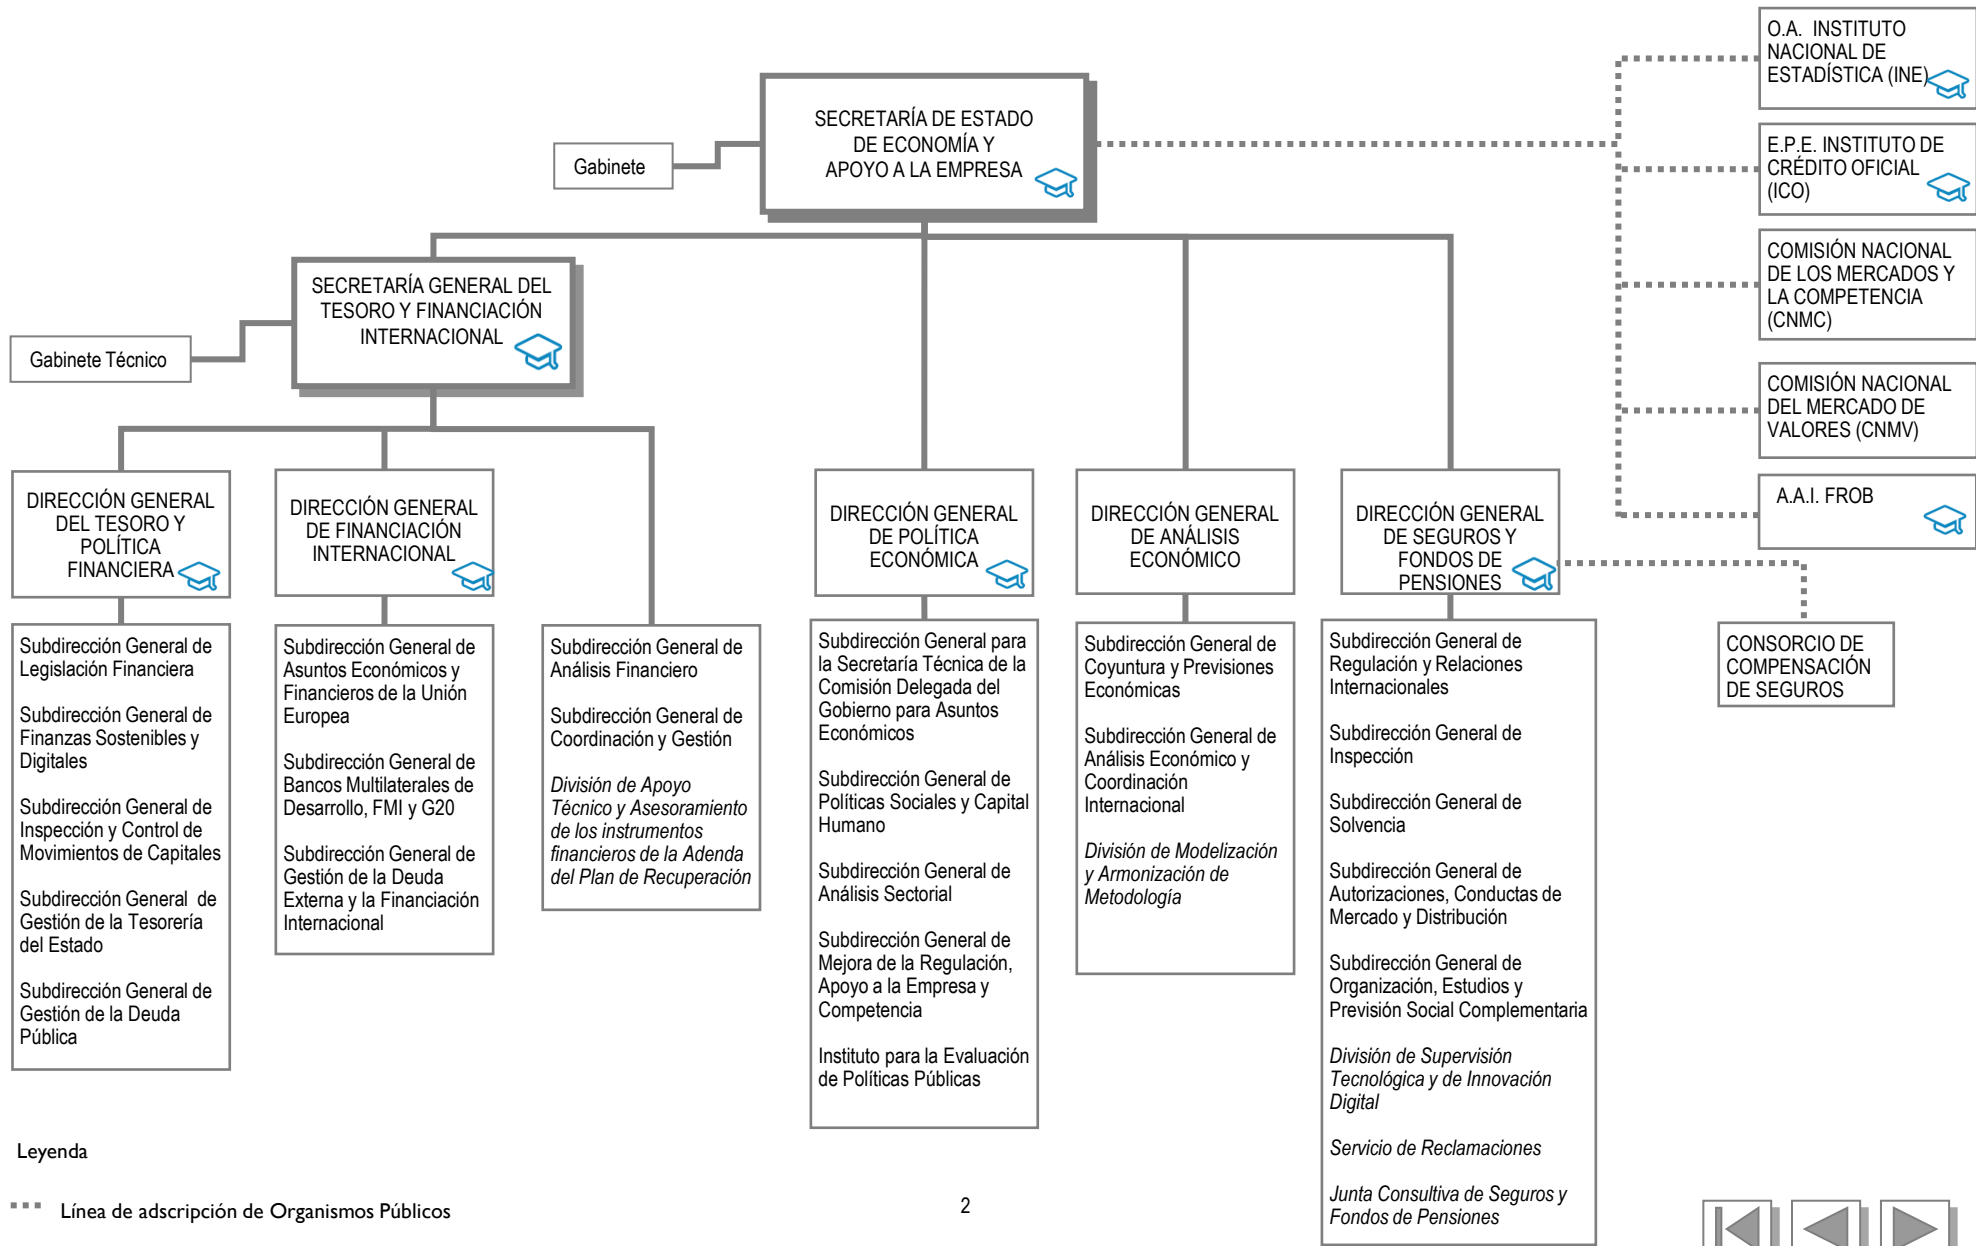 SECRETARÍA DE ESTADO
DE ECONOMÍA Y
APOYO A LA EMPRESA
Gabinete
O.A. INSTITUTO
NACIONAL DE
ESTADÍSTICA (INE)
E.P.E. INSTITUTO DE
CRÉDITO OFICIAL
(ICO)
COMISIÓN NACIONAL
DE LOS MERCADOS Y
LA COMPETENCIA
(CNMC)
COMISIÓN NACIONAL
DEL MERCADO DE
VALORES (CNMV)
A.A.I. FROB
SECRETARÍA GENERAL DEL
TESORO Y FINANCIACIÓN
INTERNACIONAL
Gabinete Técnico
DIRECCIÓN GENERAL
DEL TESORO Y
POLÍTICA
FINANCIERA
DIRECCIÓN GENERAL
DE FINANCIACIÓN
INTERNACIONAL
DIRECCIÓN GENERAL
DE POLÍTICA
ECONÓMICA
DIRECCIÓN GENERAL
DE ANÁLISIS
ECONÓMICO
DIRECCIÓN GENERAL
DE SEGUROS Y
FONDOS DE
PENSIONES
Subdirección General de
Legislación Financiera
Subdirección General de
Finanzas Sostenibles y
Digitales
Subdirección General de
Inspección y Control de
Movimientos de Capitales
Subdirección General de
Gestión de la Tesorería
del Estado
Subdirección General de
Gestión de la Deuda
Pública
Subdirección General de
Asuntos Económicos y
Financieros de la Unión
Europea
Subdirección General de
Bancos Multilaterales de
Desarrollo, FMI y G20
Subdirección General de
Gestión de la Deuda
Externa y la Financiación
Internacional
Subdirección General de
Análisis Financiero
Subdirección General de
Coordinación y Gestión
División de Apoyo
Técnico y Asesoramiento
de los instrumentos
financieros de la Adenda
del Plan de Recuperación
Subdirección General para
la Secretaría Técnica de la
Comisión Delegada del
Gobierno para Asuntos
Económicos
Subdirección General de
Políticas Sociales y Capital
Humano
Subdirección General de
Análisis Sectorial
Subdirección General de
Mejora de la Regulación,
Apoyo a la Empresa y
Competencia
Instituto para la Evaluación
de Políticas Públicas
Subdirección General de
Coyuntura y Previsiones
Económicas
Subdirección General de
Análisis Económico y
Coordinación
Internacional
División de Modelización
y Armonización de
Metodología
Subdirección General de
Regulación y Relaciones
Internacionales
Subdirección General de
Inspección
Subdirección General de
Solvencia
Subdirección General de
Autorizaciones, Conductas de
Mercado y Distribución
Subdirección General de
Organización, Estudios y
Previsión Social Complementaria
División de Supervisión
Tecnológica y de Innovación
Digital
Servicio de Reclamaciones
Junta Consultiva de Seguros y
Fondos de Pensiones
CONSORCIO DE
COMPENSACIÓN
DE SEGUROS
Leyenda
Línea de adscripción de Organismos Públicos
2